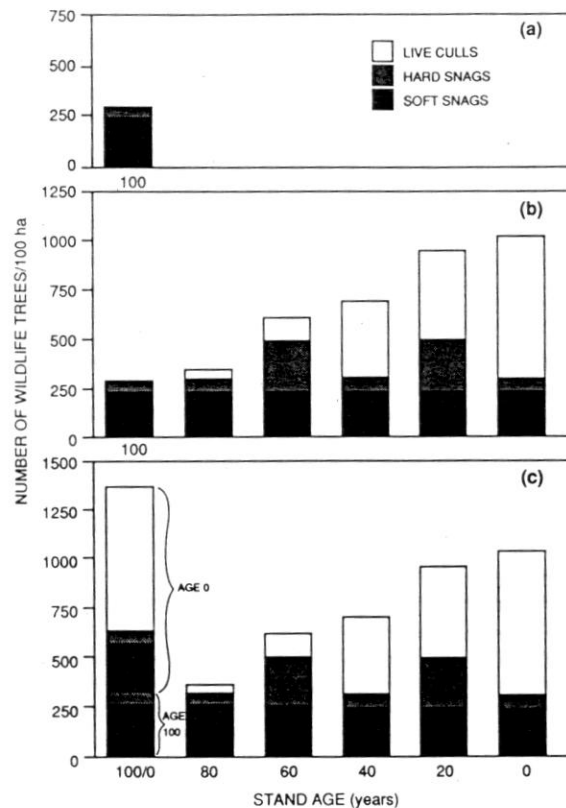 NUMBER OF WILDLIFE TREES/100 ha
(a)
750
500
250
0
LIVE CULLS
HARD SNAGS
SOFT SNAGS
100
(b)
1250
1000
750
500
250
0
100
(c)
1500
1250
1000
750
500
250
0
AGE 0
AGE
100
100/0 80 60 40 20 0
STAND AGE (years)